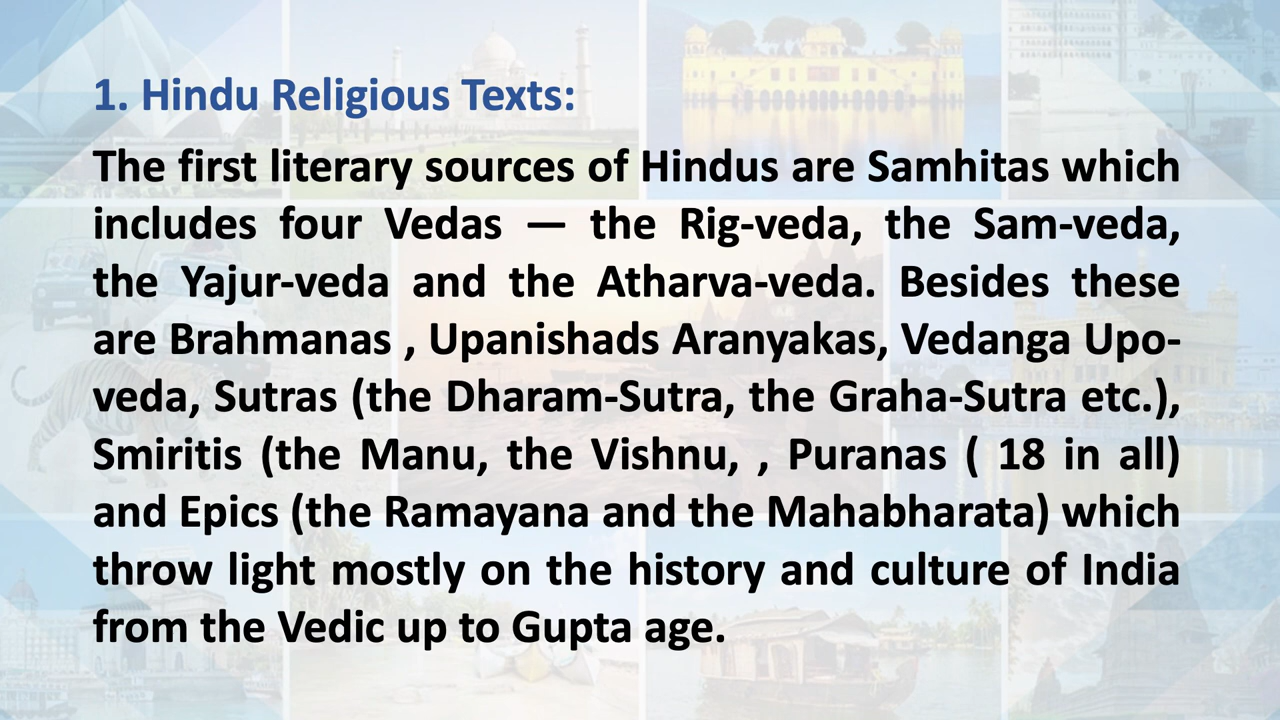 1. Hindu Religious Texts:
The first literary sources of Hindus are Samhitas which
includes four Vedas — the Rig-veda, the Sam-veda,
the Yajur-veda and the Atharva-veda. Besides these
are Brahmanas , Upanishads Aranyakas, Vedanga Upo-
veda, Sutras (the Dharam-Sutra, the Graha-Sutra etc.),
Smiritis (the Manu, the Vishnu, , Puranas ( 18 in all)
and Epics (the Ramayana and the Mahabharata) which
throw light mostly on the history and culture of India
from the Vedic up to Gupta age.